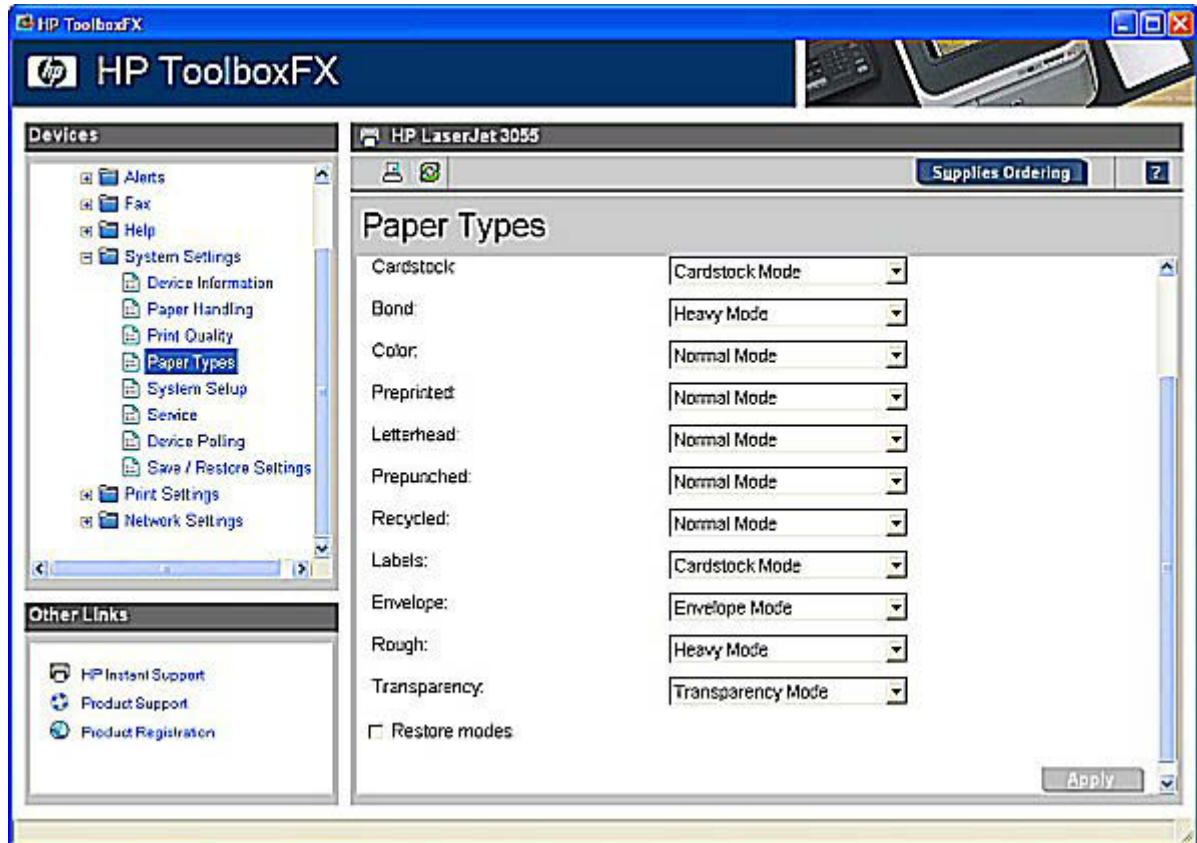 HP ToolboxFX
hp HP ToolboxFX
Devices
Alerts
Fax
Help
System Settings
Device Information
Paper Handling
Print Quality
Paper Types
System Setup
Service
Device Polling
Save / Restore Settings
Print Settings
Network Settings
Other Links
HP Instant Support
Product Support
Product Registration
HP LaserJet 3055
Supplies Ordering ?
Paper Types
Cardstock Cardstock Mode
Bond: Heavy Mode
Color: Normal Mode
Preprinted: Normal Mode
Letterhead: Normal Mode
Prepunched: Normal Mode
Recycled: Normal Mode
Labels: Cardstock Mode
Envelope: Envelope Mode
Rough: Heavy Mode
Transparency: Transparency Mode
Restore modes
Apply